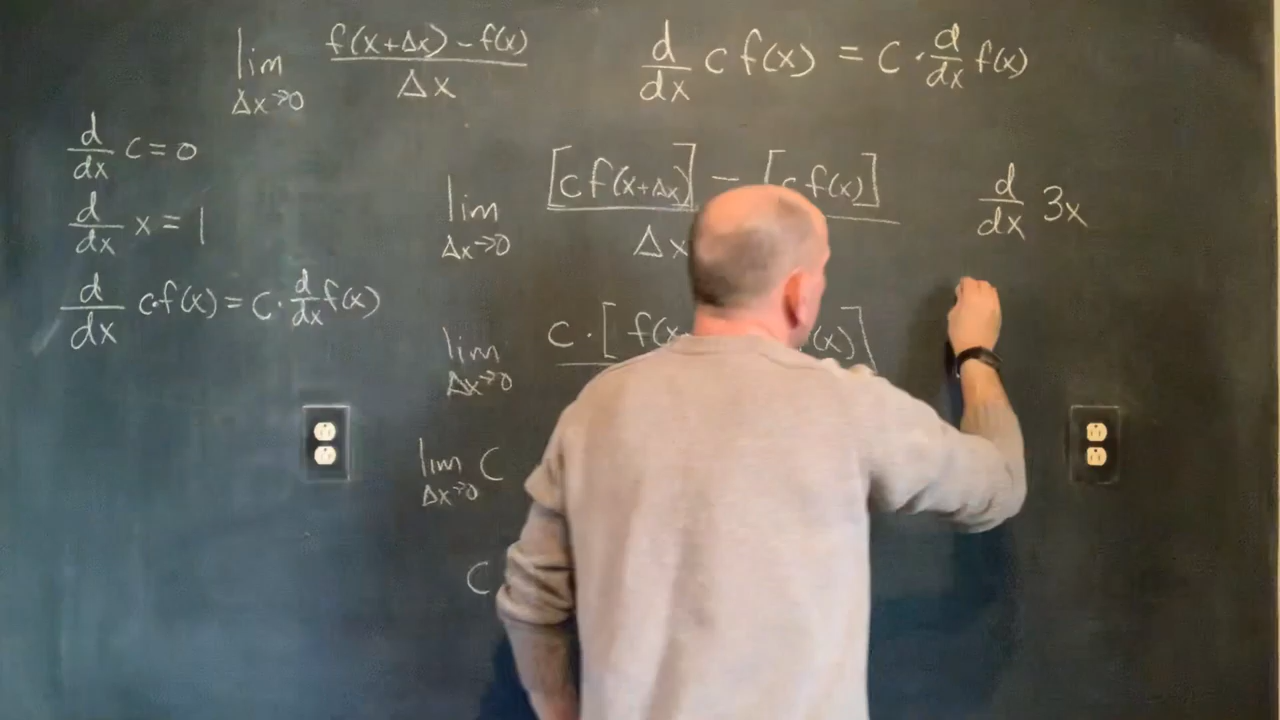 lim Δx→0 f(x+Δx) - f(x) / Δx
d/dx c f(x) = C · d/dx f(x)
d/dx c = 0
d/dx x = 1
d/dx c·f(x) = C · d/dx f(x)
lim Δx→0 [c f(x+Δx)] - [c f(x)] / Δx
lim Δx→0 C · [ f(x f(x)]
lim Δx→0 C
C
d/dx 3x